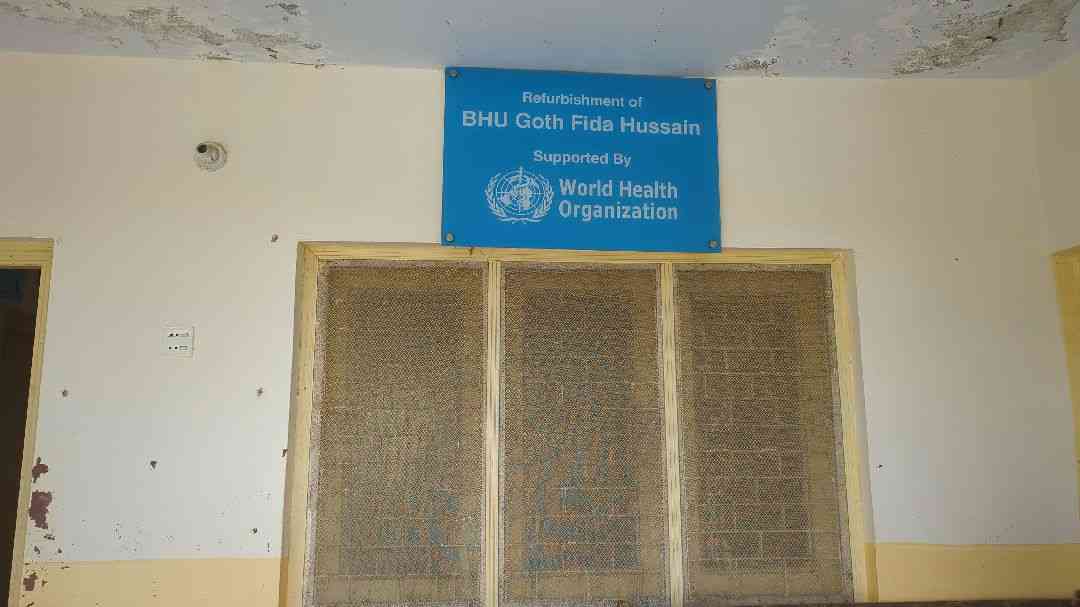 Refurbishment of
BHU Goth Fida Hussain
Supported By
World Health
Organization